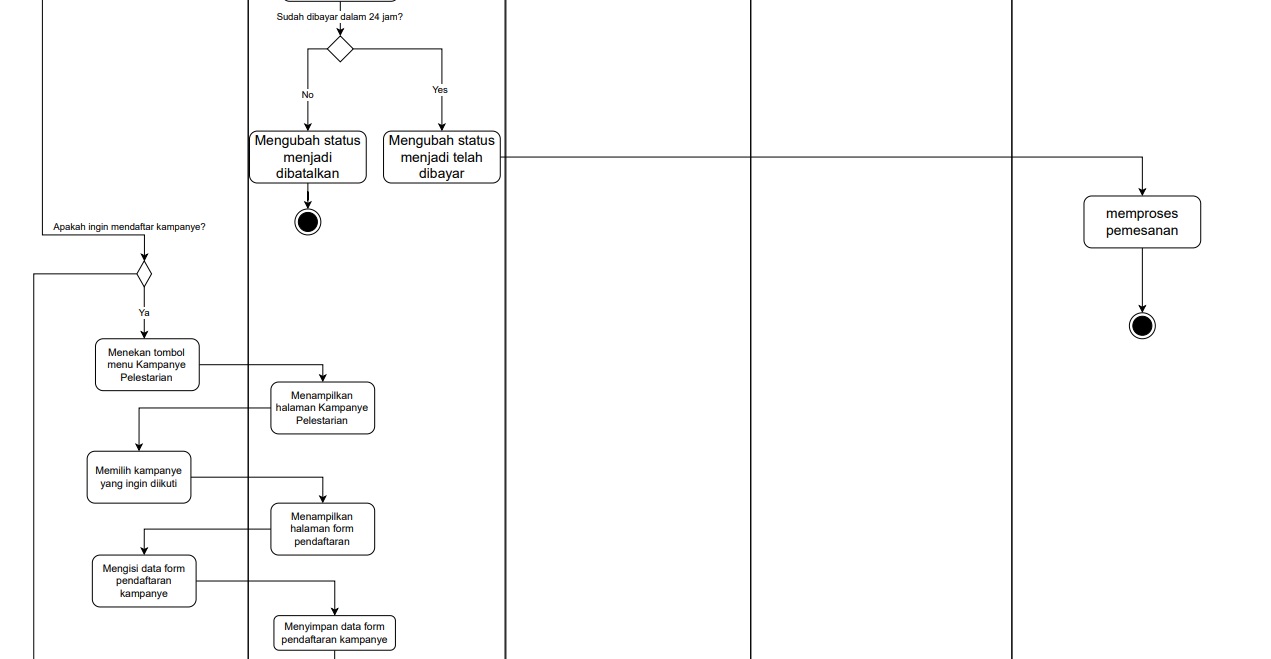 Sudah dibayar dalam 24 jam?
No
Yes
Mengubah status
menjadi
dibatalkan
Mengubah status
menjadi telah
dibayar
memproses
pemesanan
Apakah ingin mendaftar kampanye?
Ya
Menekan tombol
menu Kampanye
Pelestarian
Menampilkan
halaman Kampanye
Pelestarian
Memilih kampanye
yang ingin diikuti
Menampilkan
halaman form
pendaftaran
Mengisi data form
pendaftaran
kampanye
Menyimpan data form
pendaftaran kampanye